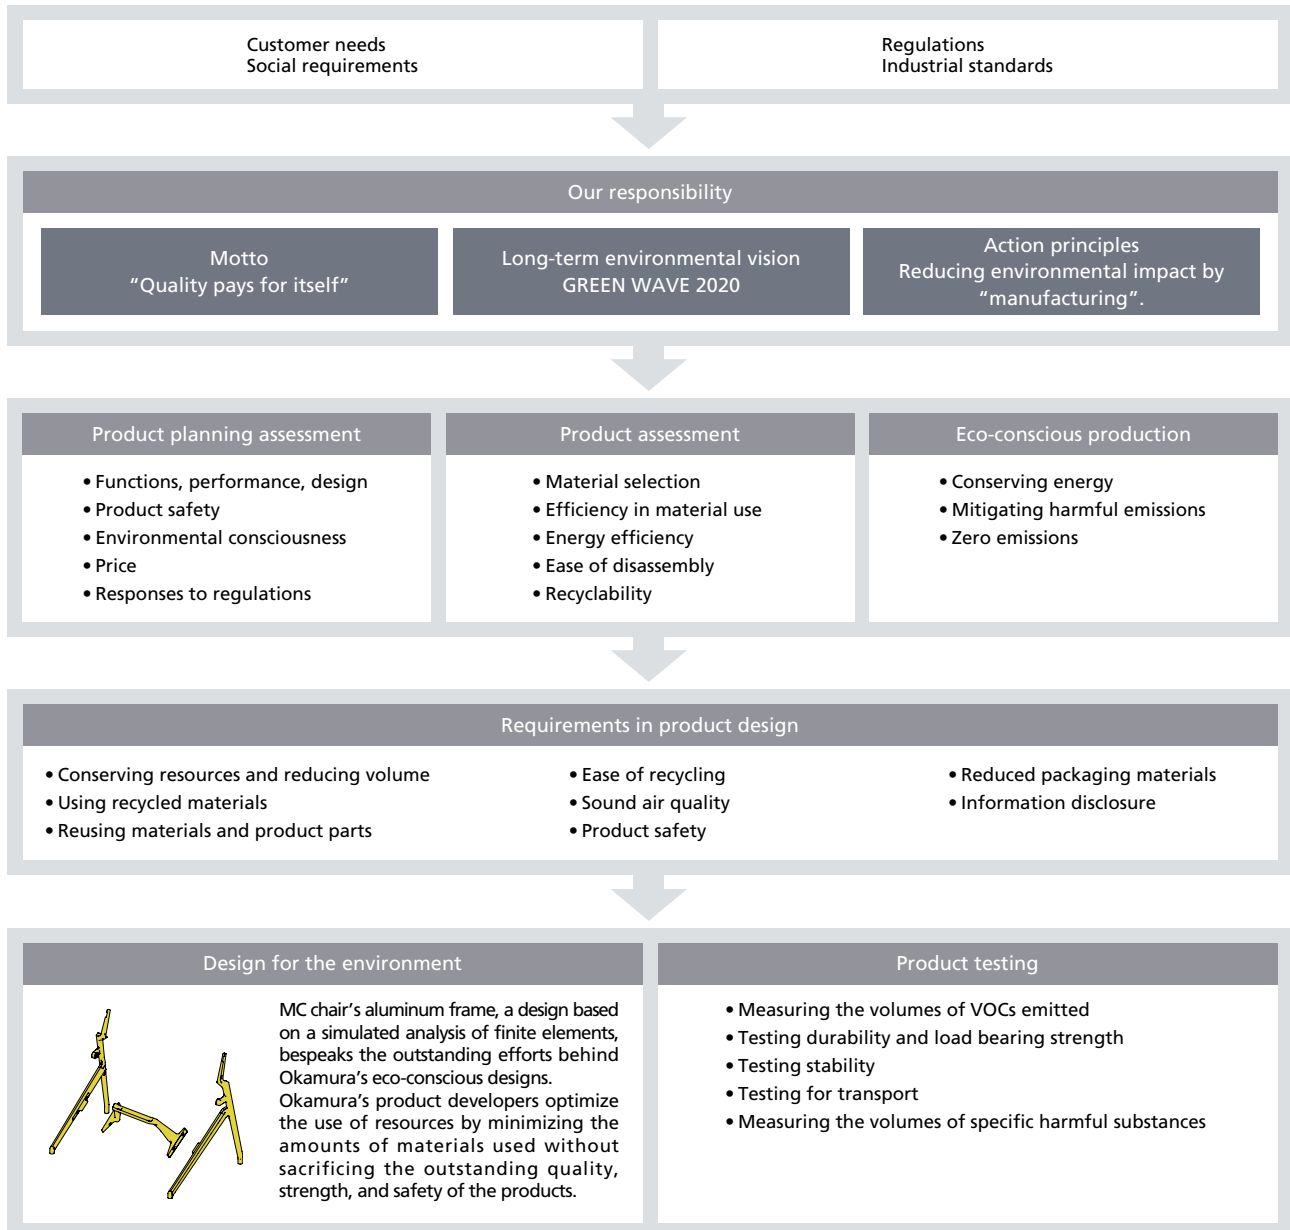 Customer needs
Social requirements
Regulations
Industrial standards
Our responsibility
Motto
“Quality pays for itself”
Long-term environmental vision
GREEN WAVE 2020
Action principles
Reducing environmental impact by
“manufacturing”.
Product planning assessment
• Functions, performance, design
• Product safety
• Environmental consciousness
• Price
• Responses to regulations
Product assessment
• Material selection
• Efficiency in material use
• Energy efficiency
• Ease of disassembly
• Recyclability
Eco-conscious production
• Conserving energy
• Mitigating harmful emissions
• Zero emissions
Requirements in product design
• Conserving resources and reducing volume
• Using recycled materials
• Reusing materials and product parts
• Ease of recycling
• Sound air quality
• Product safety
• Reduced packaging materials
• Information disclosure
Design for the environment
MC chair’s aluminum frame, a design based
on a simulated analysis of finite elements,
bespeaks the outstanding efforts behind
Okamura’s eco-conscious designs.
Okamura’s product developers optimize
the use of resources by minimizing the
amounts of materials used without
sacrificing the outstanding quality,
strength, and safety of the products.
Product testing
• Measuring the volumes of VOCs emitted
• Testing durability and load bearing strength
• Testing stability
• Testing for transport
• Measuring the volumes of specific harmful substances